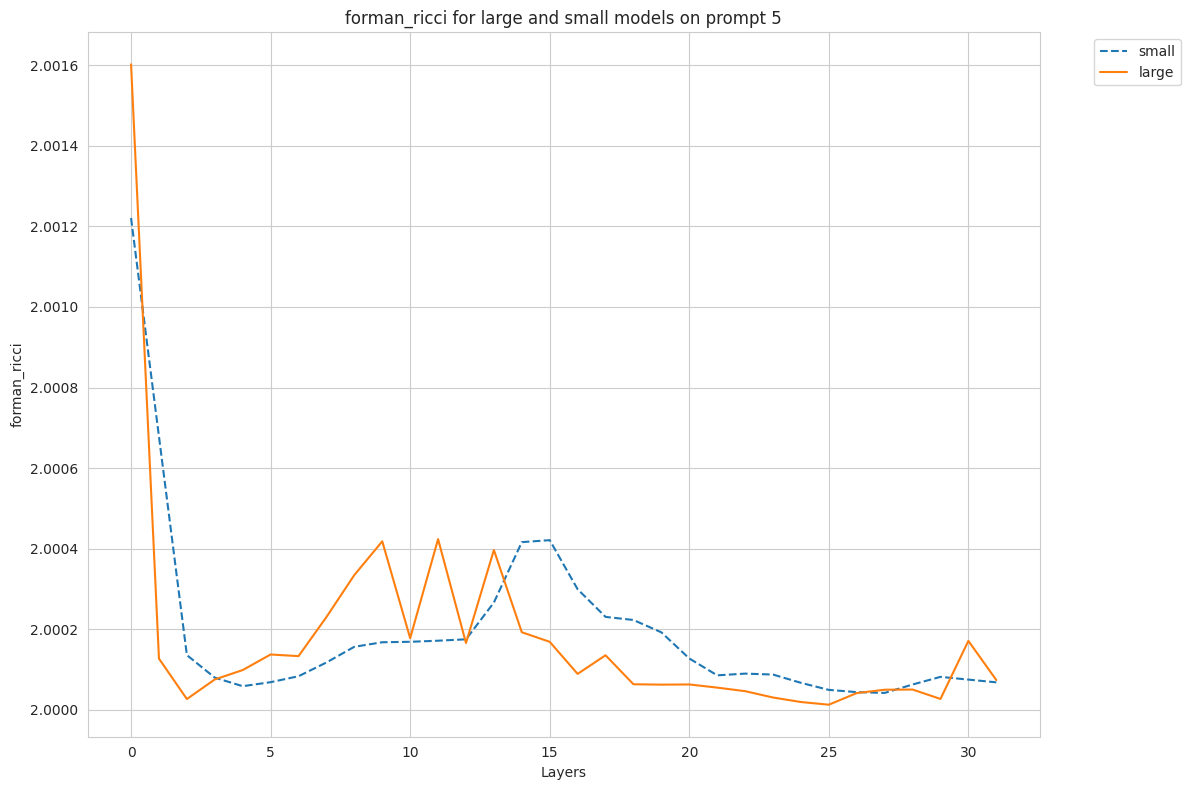 forman_ricci for large and small models on prompt 5
small
large
forman_ricci
2.0016
2.0014
2.0012
2.0010
2.0008
2.0006
2.0004
2.0002
2.0000
0 5 10 15 20 25 30
Layers